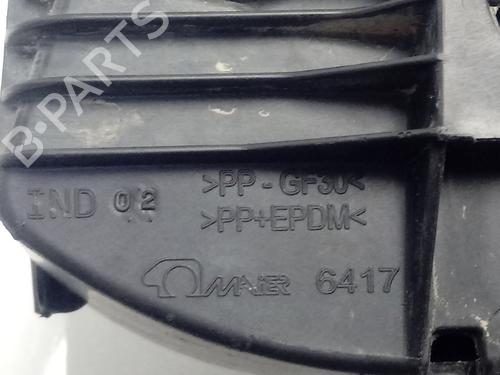 B-PARTS
IND 02
>PP-GF30<
>PP+EPDM<
MAIER 6417